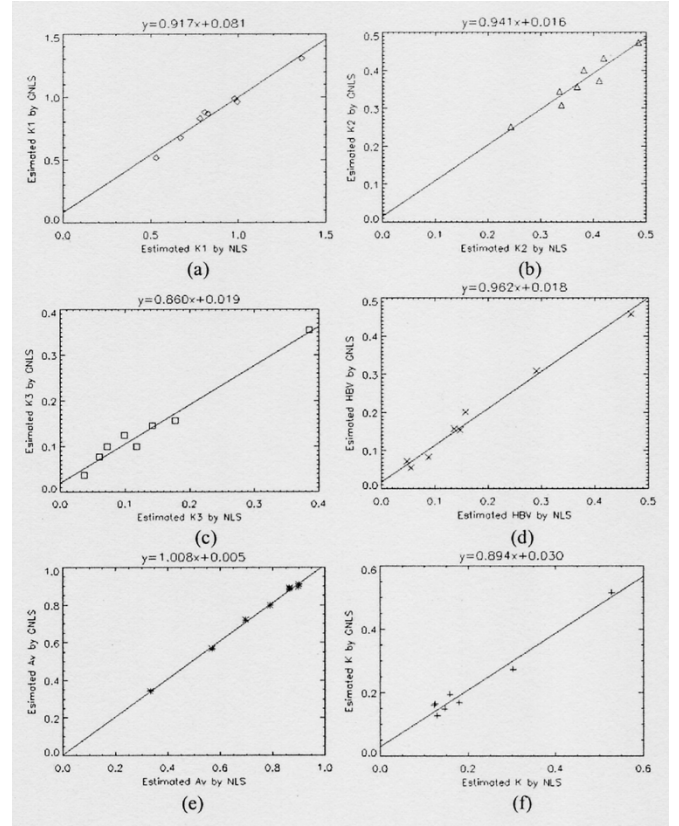 y=0.917x+0.081
1.5
1.0
0.5
0.0
Esimated K1 by GNLS
0.0 0.5 1.0 1.5
Estimated K1 by NLS
(a)
y=0.941x+0.016
0.5
0.4
0.3
0.2
0.1
0.0
Esimated K2 by GNLS
0.0 0.1 0.2 0.3 0.4 0.5
Estimated K2 by NLS
(b)
y=0.860x+0.019
0.4
0.3
0.2
0.1
0.0
Esimated K3 by GNLS
0.0 0.1 0.2 0.3 0.4
Estimated K3 by NLS
(c)
y=0.962x+0.018
0.5
0.4
0.3
0.2
0.1
0.0
Estimated HBV by GNLS
0.0 0.1 0.2 0.3 0.4 0.5
Estimated HBV by NLS
(d)
y=1.008x+0.005
1.0
0.8
0.6
0.4
0.2
0.0
Esimated Av by GNLS
0.0 0.2 0.4 0.6 0.8 1.0
Estimated Av by NLS
(e)
y=0.894x+0.030
0.6
0.4
0.2
0.0
Esimated K by GNLS
0.0 0.2 0.4 0.6
Estimated K by NLS
(f)